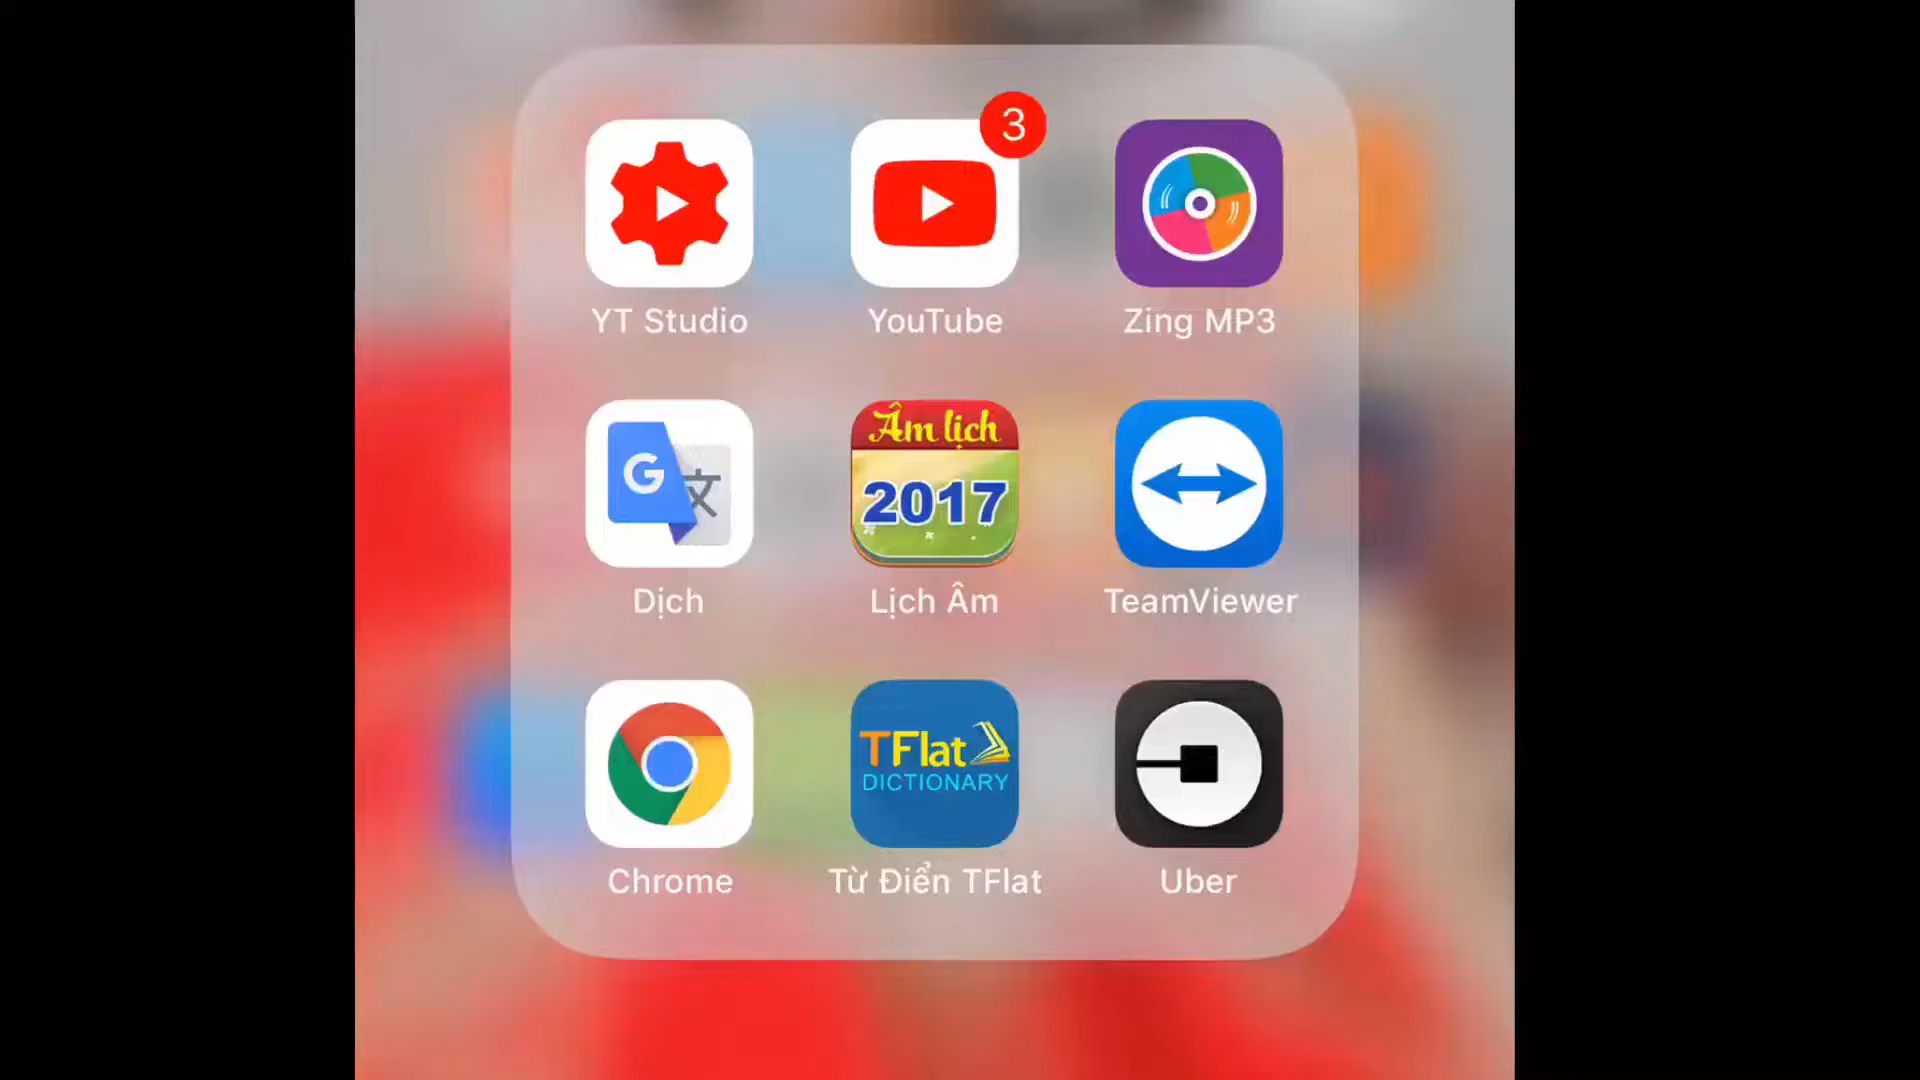 3
YT Studio
YouTube
Zing MP3
G 文
Âm lịch
2017
Dịch
Lịch Âm
TeamViewer
TFlat
DICTIONARY
Chrome
Từ Điển TFlat
Uber